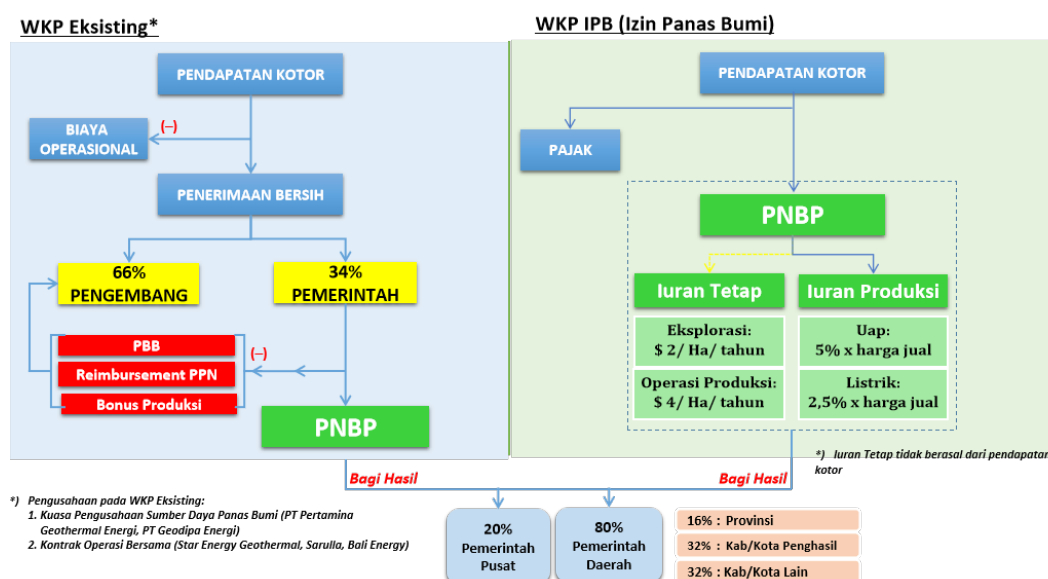 WKP Eksisting*
PENDAPATAN KOTOR
BIAYA
OPERASIONAL
(–)
PENERIMAAN BERSIH
66%
PENGEMBANG
34%
PEMERINTAH
PBB
Reimbursement PPN
Bonus Produksi
(–)
PNBP
WKP IPB (Izin Panas Bumi)
PENDAPATAN KOTOR
PAJAK
PNBP
Iuran Tetap
Iuran Produksi
Eksplorasi:
$ 2/ Ha/ tahun
Uap:
5% x harga jual
Operasi Produksi:
$ 4/ Ha/ tahun
Listrik:
2,5% x harga jual
*) Iuran Tetap tidak berasal dari pendapatan
kotor
Bagi Hasil
Bagi Hasil
*) Pengusahaan pada WKP Eksisting:
1. Kuasa Pengusahaan Sumber Daya Panas Bumi (PT Pertamina
Geothermal Energi, PT Geodipa Energi)
2. Kontrak Operasi Bersama (Star Energy Geothermal, Sarulla, Bali Energy)
20%
Pemerintah
Pusat
80%
Pemerintah
Daerah
16% : Provinsi
32% : Kab/Kota Penghasil
32% : Kab/Kota Lain